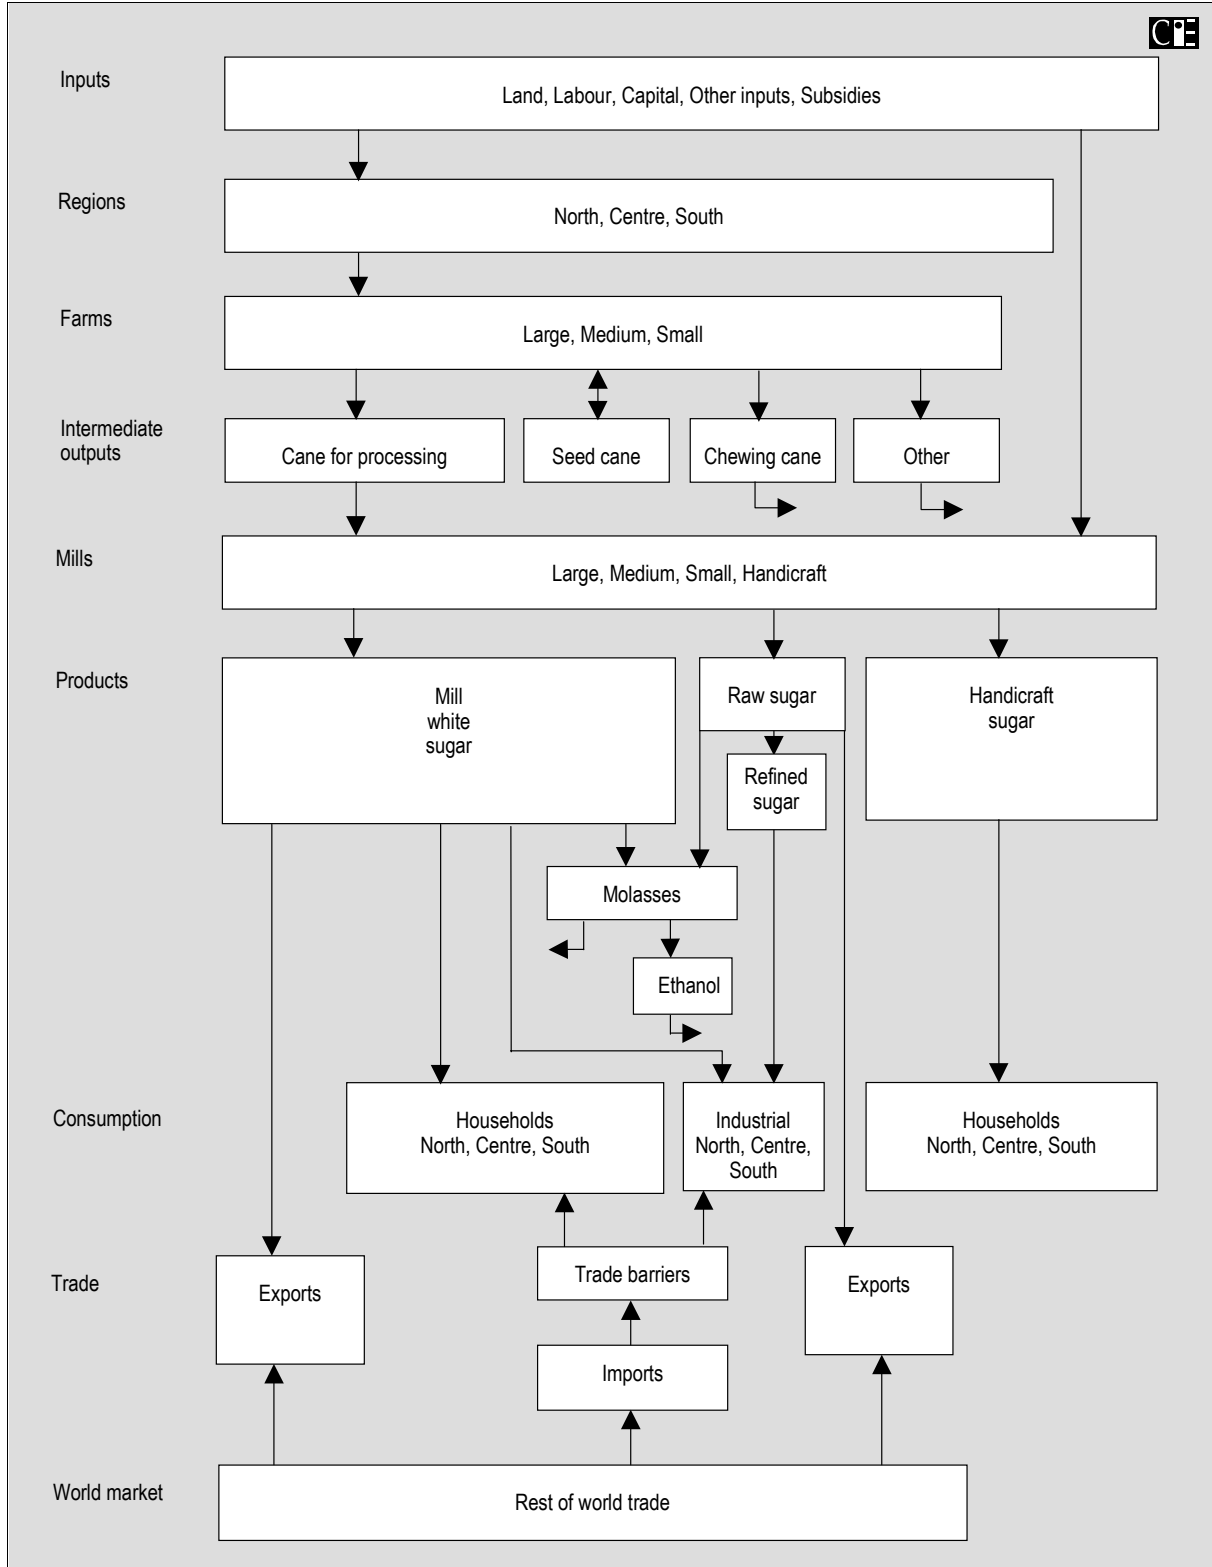 CIE
Inputs
Land, Labour, Capital, Other inputs, Subsidies
Regions
North, Centre, South
Farms
Large, Medium, Small
Intermediate
outputs
Cane for processing
Seed cane
Chewing cane
Other
Mills
Large, Medium, Small, Handicraft
Products
Mill
white
sugar
Raw sugar
Handicraft
sugar
Refined
sugar
Molasses
Ethanol
Consumption
Households
North, Centre, South
Industrial
North, Centre,
South
Households
North, Centre, South
Trade
Exports
Trade barriers
Exports
Imports
World market
Rest of world trade